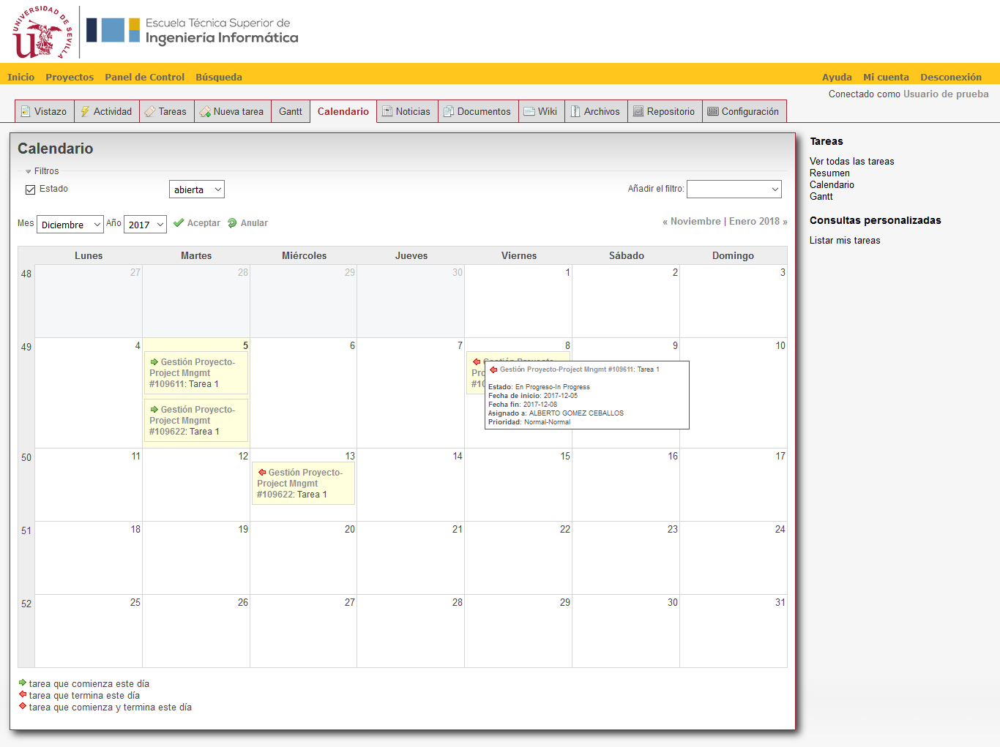 UNIVERSIDAD DE SEVILLA
Escuela Técnica Superior de
Ingeniería Informática
Inicio Proyectos Panel de Control Búsqueda Ayuda Mi cuenta Desconexión
Conectado como Usuario de prueba
Vistazo Actividad Tareas Nueva tarea Gantt Calendario Noticias Documentos Wiki Archivos Repositorio Configuración
Calendario
Filtros
Estado abierta Añadir el filtro:
Mes Diciembre Año 2017 Aceptar Anular « Noviembre | Enero 2018 »
Lunes Martes Miércoles Jueves Viernes Sábado Domingo
48 27 28 29 30 1 2 3
49 4 5 6 7 8 9 10
Gestión Proyecto-
Project Mngmt
#109611: Tarea 1
Gestión Proyecto-
Project Mngmt
#109622: Tarea 1
Gestión Proyecto-Project Mngmt #109611: Tarea 1
Estado: En Progreso-In Progress
Fecha de inicio: 2017-12-05
Fecha fin: 2017-12-08
Asignado a: ALBERTO GOMEZ CEBALLOS
Prioridad: Normal-Normal
50 11 12 13 14 15 16 17
Gestión Proyecto-
Project Mngmt
#109622: Tarea 1
51 18 19 20 21 22 23 24
52 25 26 27 28 29 30 31
tarea que comienza este día
tarea que termina este día
tarea que comienza y termina este día
Tareas
Ver todas las tareas
Resumen
Calendario
Gantt
Consultas personalizadas
Listar mis tareas